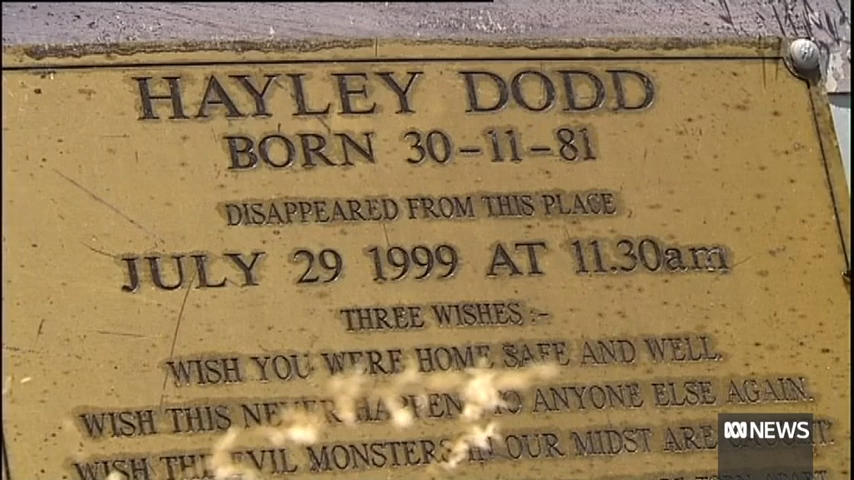 HAYLEY DODD
BORN 30-11-81
DISAPPEARED FROM THIS PLACE
JULY 29 1999 AT 11.30am
THREE WISHES :-
WISH YOU WERE HOME SAFE AND WELL.
WISH THIS NEVER HAPPENS TO ANYONE ELSE AGAIN.
WISH THE EVIL MONSTERS IN OUR MIDST ARE
TORN APART
NEWS